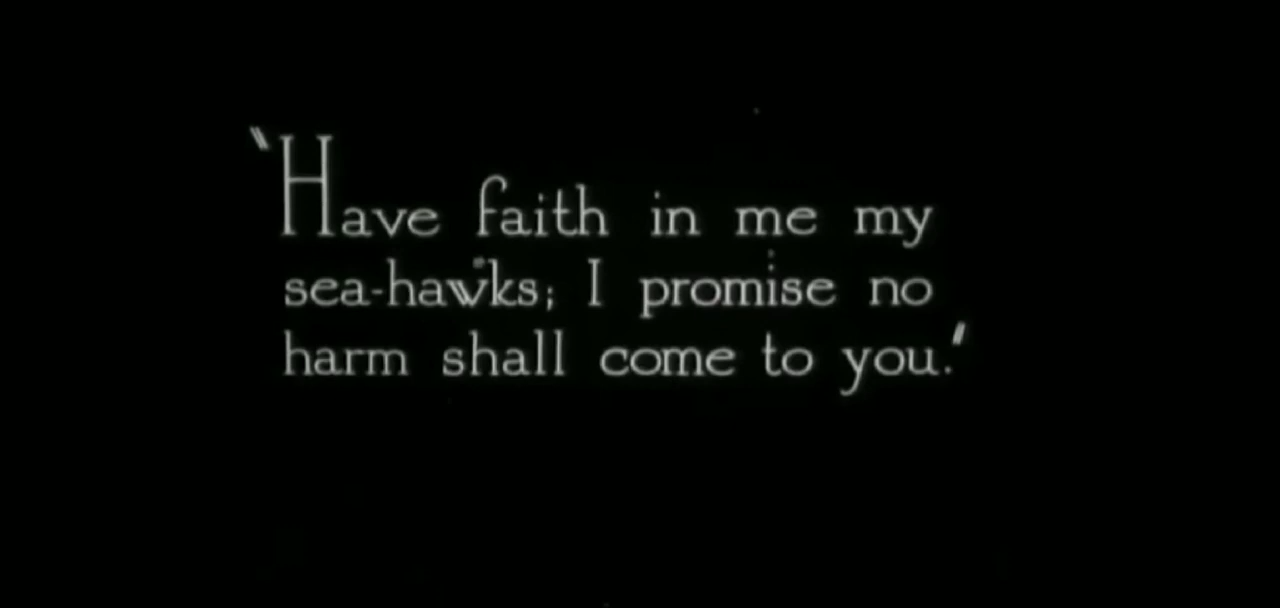 "Have faith in me my
sea-hawks; I promise no
harm shall come to you."